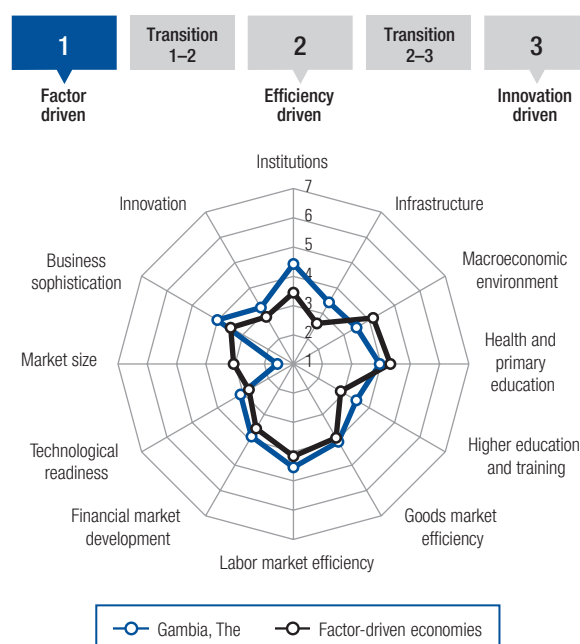 1
Transition
1–2
2
Transition
2–3
3
Factor
driven
Efficiency
driven
Innovation
driven
Institutions
Infrastructure
Macroeconomic
environment
Health and
primary
education
Higher education
and training
Goods market
efficiency
Labor market efficiency
Financial market
development
Technological
readiness
Market size
Business
sophistication
Innovation
7
6
5
4
3
2
1
Gambia, The
Factor-driven economies